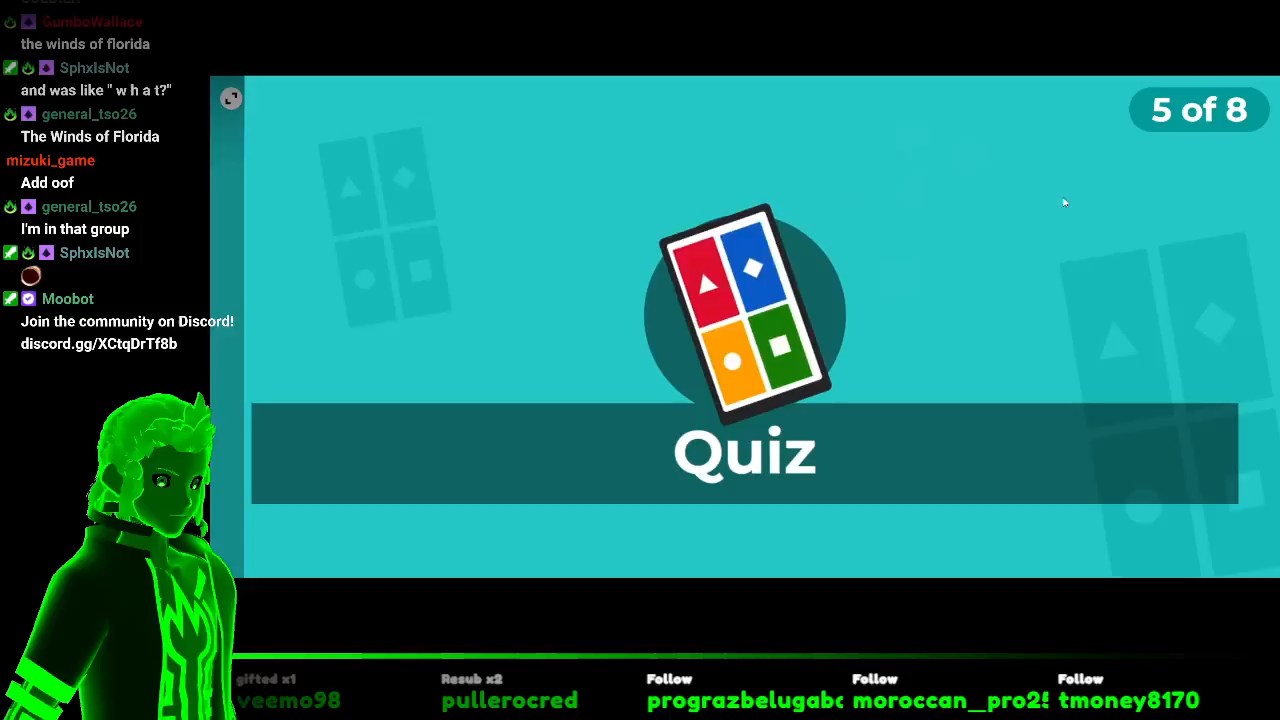 GumboWallace
the winds of florida
SphxIsNot
and was like " w h a t?"
general_tso26
The Winds of Florida
mizuki_game
Add oof
general_tso26
I'm in that group
SphxIsNot
Moobot
Join the community on Discord!
discord.gg/XCtqDrTf8b
5 of 8
Quiz
gifted x1
veemo98
Resub x2
pullerocred
Follow
prograzbelugabc
Follow
moroccan_pro25
Follow
tmoney8170